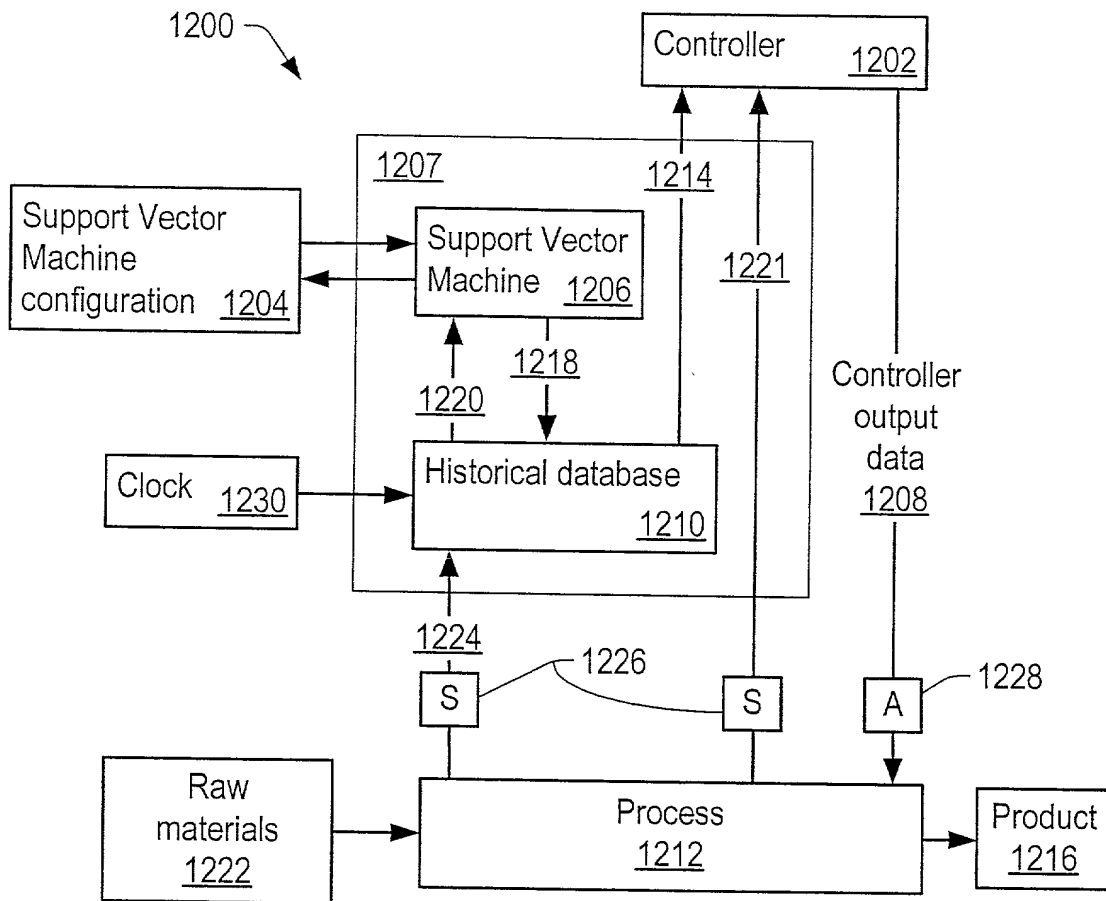 1200
Controller
1202
1207
1214
Support Vector
Machine
configuration 1204
Support Vector
Machine 1206
1221
1218
1220
Controller
output
data
1208
Clock 1230
Historical database
1210
1224
1226
1228
S
S
A
Raw
materials
1222
Process
1212
Product
1216